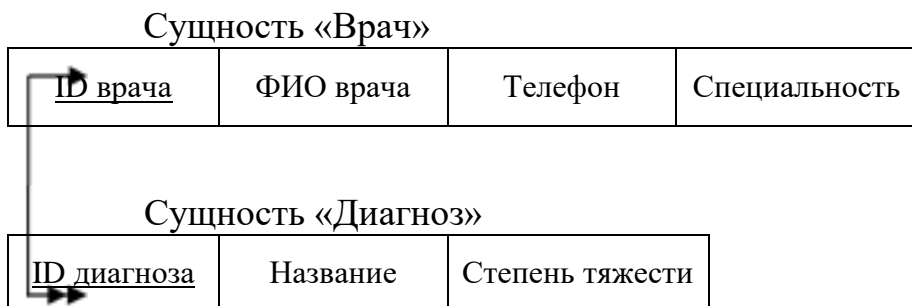 Сущность «Врач»
ID врача ФИО врача Телефон Специальность
Сущность «Диагноз»
ID диагноза Название Степень тяжести